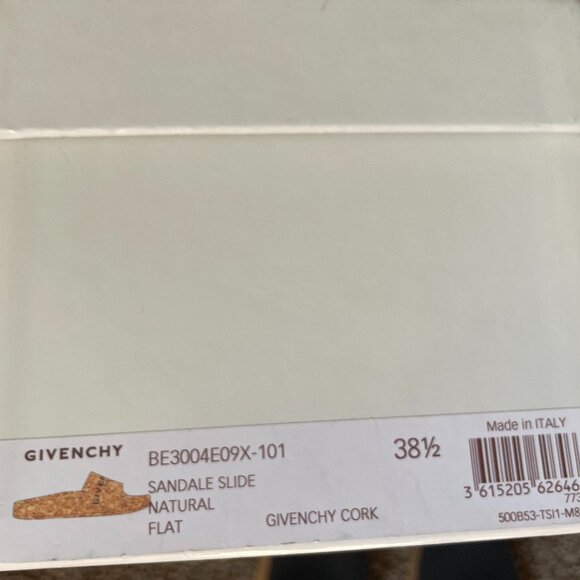 Made in ITALY
GIVENCHY
BE3004E09X-101
38½
SANDALE SLIDE
NATURAL
FLAT
GIVENCHY CORK
3 615205 62646
773
500B53-TSI1-M8